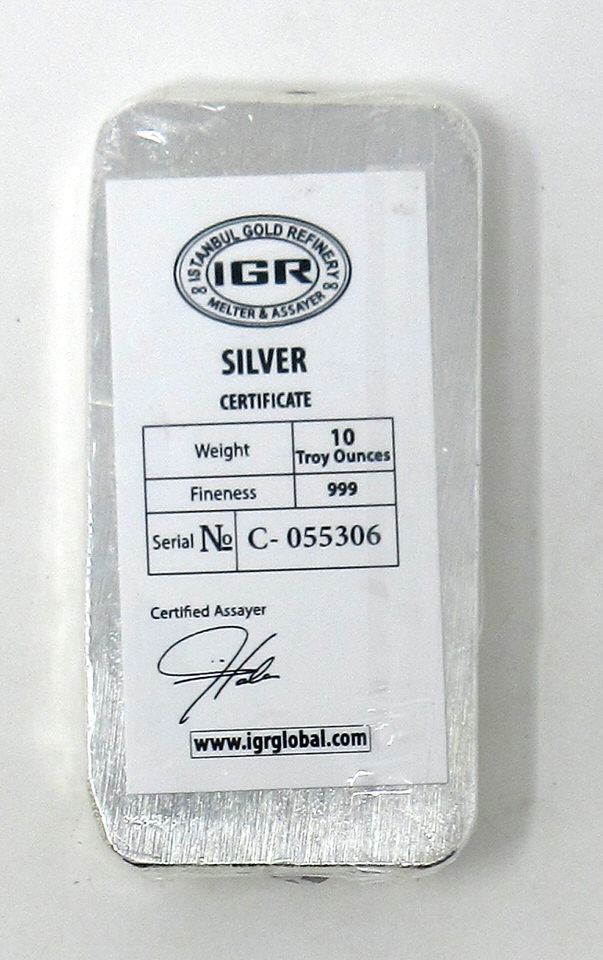 ISTANBUL GOLD REFINERY
IGR
MELTER & ASSAYER
SILVER
CERTIFICATE
Weight 10 Troy Ounces
Fineness 999
Serial № C- 055306
Certified Assayer
www.igrglobal.com